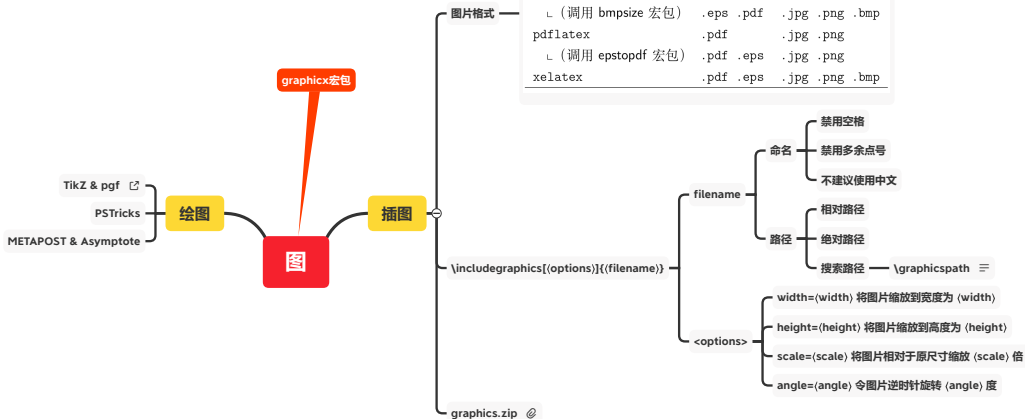 图片格式
∟（调用 bmpsize 宏包） .eps .pdf .jpg .png .bmp
pdflatex .pdf .jpg .png
∟（调用 epstopdf 宏包） .pdf .eps .jpg .png
xelatex .pdf .eps .jpg .png .bmp
graphicx宏包
TikZ & pgf
PSTricks
METAPOST & Asymptote
绘图
图
插图
\includegraphics[⟨options⟩]{⟨filename⟩}
filename
命名
禁用空格
禁用多余点号
不建议使用中文
路径
相对路径
绝对路径
搜索路径
\graphicspath
<options>
width=⟨width⟩ 将图片缩放到宽度为 ⟨width⟩
height=⟨height⟩ 将图片缩放到高度为 ⟨height⟩
scale=⟨scale⟩ 将图片相对于原尺寸缩放 ⟨scale⟩ 倍
angle=⟨angle⟩ 令图片逆时针旋转 ⟨angle⟩ 度
graphics.zip